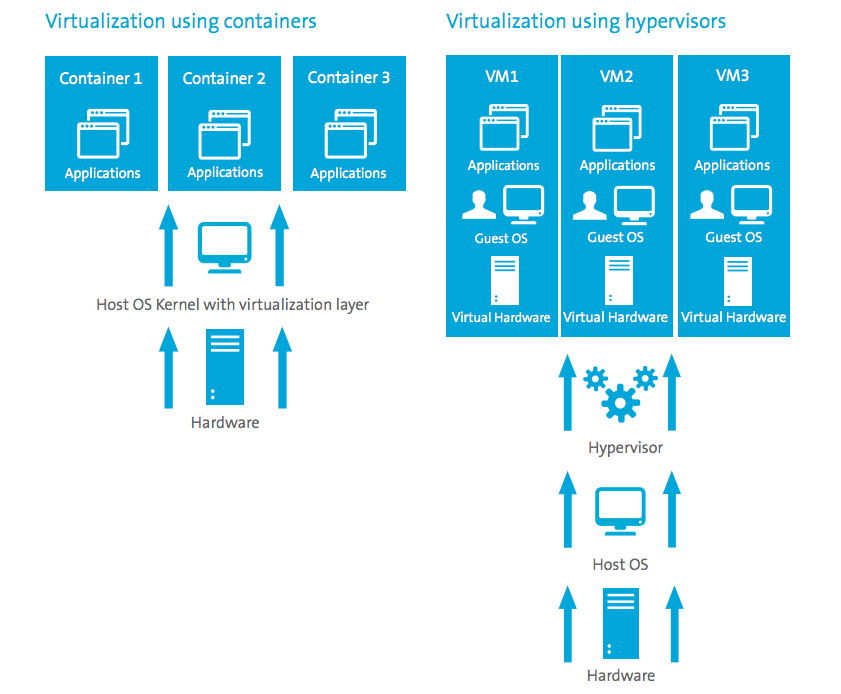 Virtualization using containers
Container 1
Container 2
Container 3
Applications
Applications
Applications
Host OS Kernel with virtualization layer
Hardware
Virtualization using hypervisors
VM1
VM2
VM3
Applications
Applications
Applications
Guest OS
Guest OS
Guest OS
Virtual Hardware
Virtual Hardware
Virtual Hardware
Hypervisor
Host OS
Hardware